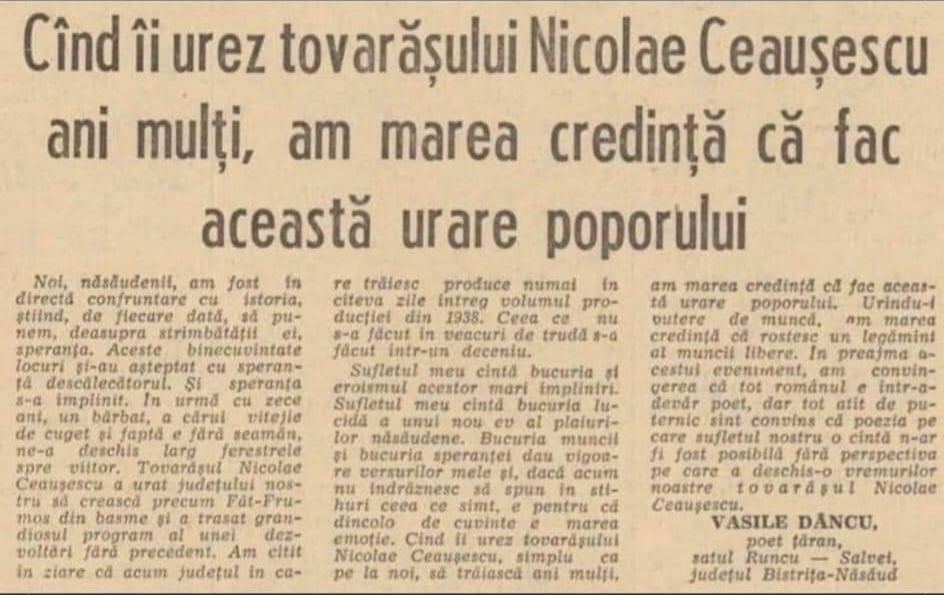 Cînd îi urez tovarășului Nicolae Ceaușescu
ani mulți, am marea credință că fac
această urare poporului
Noi, năsăudenii, am fost în
directă confruntare cu istoria,
știind, de fiecare dată, să pu-
nem, deasupra strîmbătății ei,
speranța. Aceste binecuvîntate
locuri și-au așteptat cu speran-
ță descălecătorul. Și speranța
s-a împlinit. În urmă cu zece
ani, un bărbat, a cărui vitejie
de cuget și faptă e fără seamăn,
ne-a deschis larg ferestrele
spre viitor. Tovarășul Nicolae
Ceaușescu a urat județului nos-
tru să crească precum Făt-Fru-
mos din basme și a trasat gran-
diosul program al unei dez-
voltări fără precedent. Am citit
în ziare că acum județul în ca-
re trăiesc produce numai în
cîteva zile întreg volumul pro-
ducției din 1938. Ceea ce nu
s-a făcut în veacuri de trudă s-a
făcut într-un deceniu.
Sufletul meu cîntă bucuria și
eroismul acestor mari împliniri.
Sufletul meu cîntă bucuria lu-
cidă a unui nou ev al plaiuri-
lor năsăudene. Bucuria muncii
și bucuria speranței dau vigoa-
re versurilor mele și, dacă acum
nu îndrăznesc să spun în sti-
huri ceea ce simt, e pentru că
dincolo de cuvinte e marea
emoție. Cînd îi urez tovarășului
Nicolae Ceaușescu, simplu ca
pe la noi, să trăiască ani mulți,
am marea credință că fac aceas-
tă urare poporului. Urîndu-i
putere de muncă, am marea
credință că rostesc un legămînt
al muncii libere. În preajma a-
cestui eveniment, am convin-
gerea că tot românul e într-a-
devăr poet, dar tot atît de pu-
ternic sînt convins că poezia pe
care sufletul nostru o cîntă n-ar
fi fost posibilă fără perspectiva
pe care a deschis-o vremurilor
noastre tovarășul Nicolae
Ceaușescu.
VASILE DÂNCU,
poet țăran,
satul Runcu — Salvei,
județul Bistrița-Năsăud